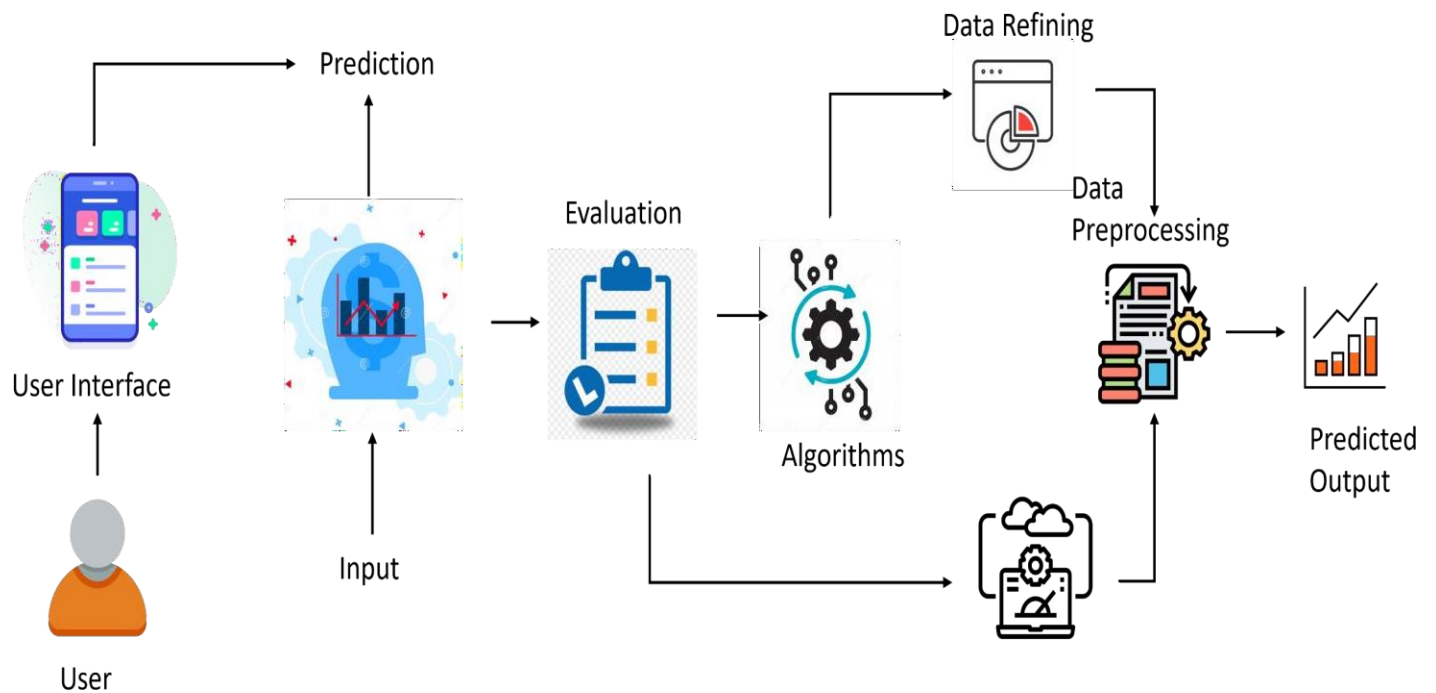 Data Refining
Prediction
Data
Preprocessing
Evaluation
User Interface
Algorithms
Predicted
Output
Input
User